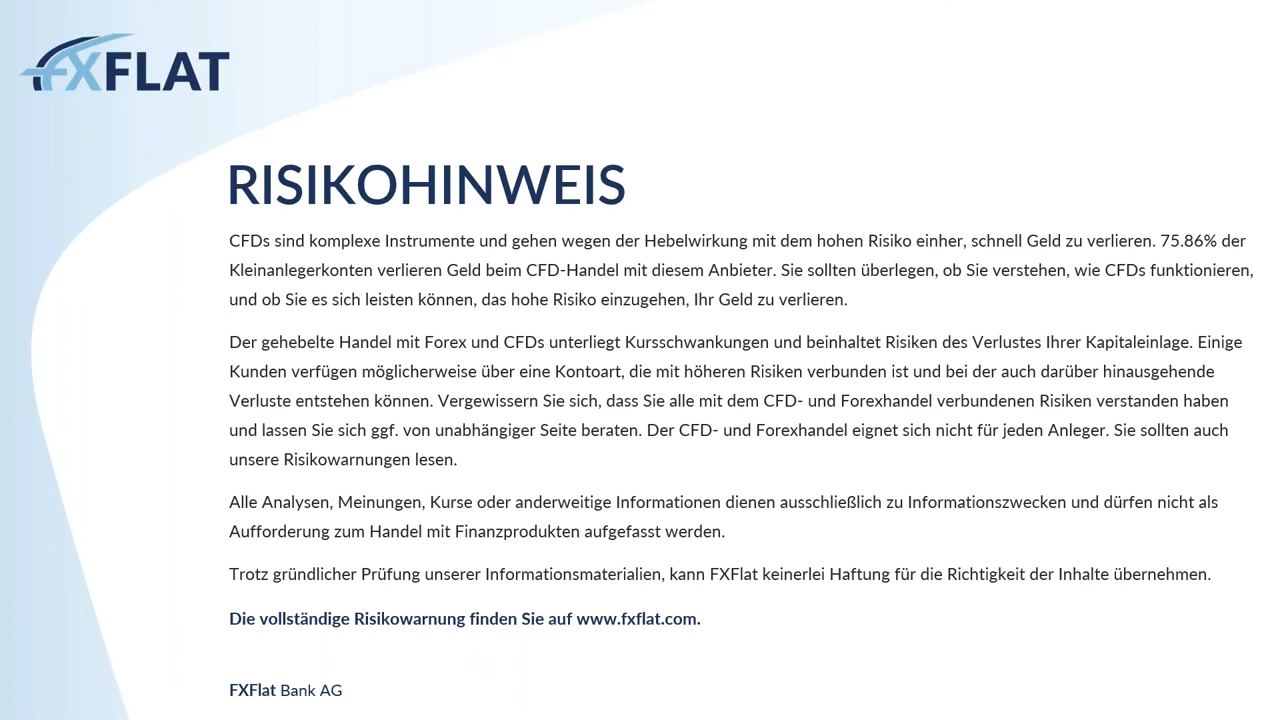 FXFLAT
RISIKOHINWEIS
CFDs sind komplexe Instrumente und gehen wegen der Hebelwirkung mit dem hohen Risiko einher, schnell Geld zu verlieren. 75.86% der
Kleinanlegerkonten verlieren Geld beim CFD-Handel mit diesem Anbieter. Sie sollten überlegen, ob Sie verstehen, wie CFDs funktionieren,
und ob Sie es sich leisten können, das hohe Risiko einzugehen, Ihr Geld zu verlieren.
Der gehebelte Handel mit Forex und CFDs unterliegt Kursschwankungen und beinhaltet Risiken des Verlustes Ihrer Kapitaleinlage. Einige
Kunden verfügen möglicherweise über eine Kontoart, die mit höheren Risiken verbunden ist und bei der auch darüber hinausgehende
Verluste entstehen können. Vergewissern Sie sich, dass Sie alle mit dem CFD- und Forexhandel verbundenen Risiken verstanden haben
und lassen Sie sich ggf. von unabhängiger Seite beraten. Der CFD- und Forexhandel eignet sich nicht für jeden Anleger. Sie sollten auch
unsere Risikowarnungen lesen.
Alle Analysen, Meinungen, Kurse oder anderweitige Informationen dienen ausschließlich zu Informationszwecken und dürfen nicht als
Aufforderung zum Handel mit Finanzprodukten aufgefasst werden.
Trotz gründlicher Prüfung unserer Informationsmaterialien, kann FXFlat keinerlei Haftung für die Richtigkeit der Inhalte übernehmen.
Die vollständige Risikowarnung finden Sie auf www.fxflat.com.
FXFlat Bank AG